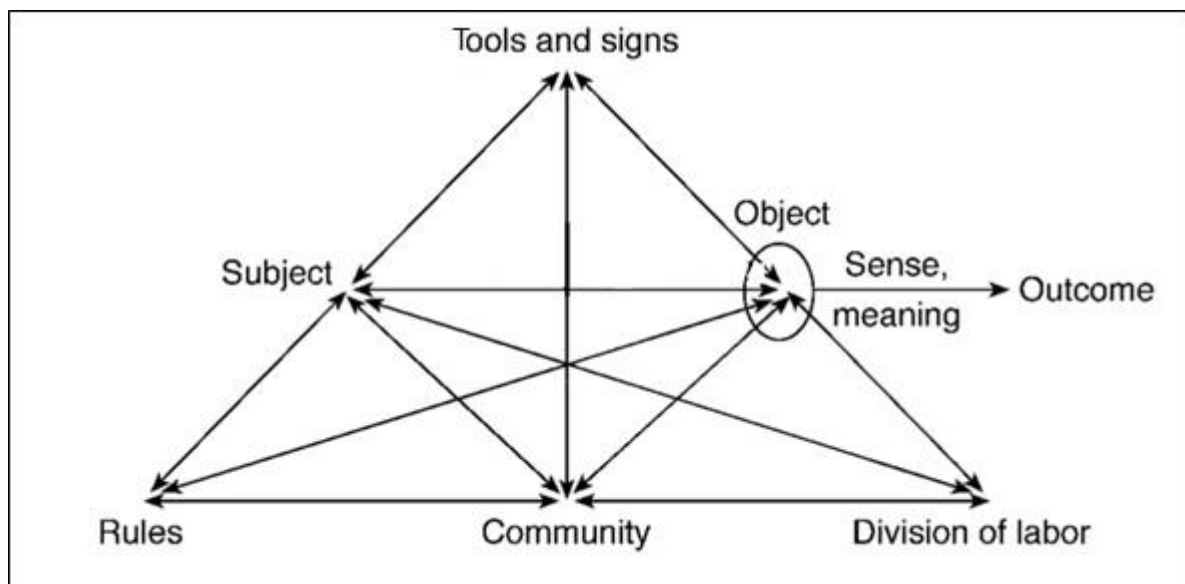 Tools and signs
Object
Subject
Sense,
meaning
Outcome
Rules
Community
Division of labor